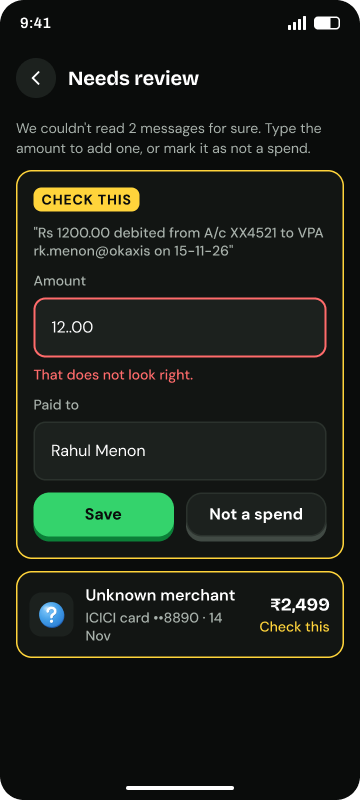 9:41
Needs review
We couldn't read 2 messages for sure. Type the
amount to add one, or mark it as not a spend.
CHECK THIS
"Rs 1200.00 debited from A/c XX4521 to VPA
rk.menon@okaxis on 15-11-26"
Amount
12..00
That does not look right.
Paid to
Rahul Menon
Save
Not a spend
Unknown merchant
ICICI card ••8890 · 14
Nov
₹2,499
Check this